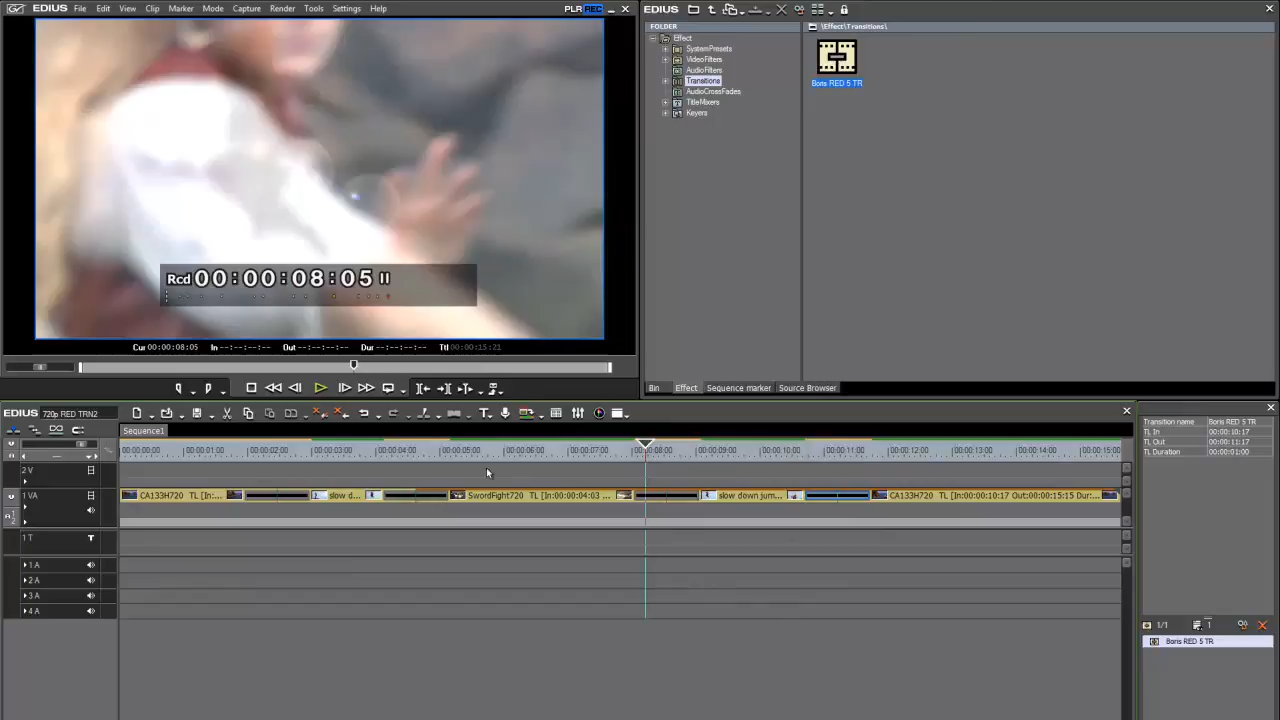 EDIUS File Edit View Clip Marker Mode Capture Render Tools Settings Help PLR REC
Rcd 00:00:08:05
Cur 00:00:08:05 In --:--:--:-- Out --:--:--:-- Dur --:--:--:-- Ttl 00:00:15:21
EDIUS
FOLDER
Effect
SystemPresets
VideoFilters
AudioFilters
Transitions
AudioCrossFades
TitleMixers
Keyers
\Effect\Transitions\
Boris RED 5 TR
Bin Effect Sequence marker Source Browser
EDIUS 720p RED TRN2
Sequence1
00:00:00:00 00:00:01:00 00:00:02:00 00:00:03:00 00:00:04:00 00:00:05:00 00:00:06:00 00:00:07:00 00:00:08:00 00:00:09:00 00:00:10:00 00:00:11:00 00:00:12:00 00:00:13:00 00:00:14:00 00:00:15:00
2 V
1 VA CA133H720 TL [In:... slow d... SwordFight720 TL [In:00:00:04:03 ... slow down jum... CA133H720 TL [In:00:00:10:17 Out:00:00:15:15 Dur:...
1 T T
1 A
2 A
3 A
4 A
Transition name Boris RED 5 TR
TL In 00:00:10:17
TL Out 00:00:11:17
TL Duration 00:00:01:00
1/1 1
Boris RED 5 TR